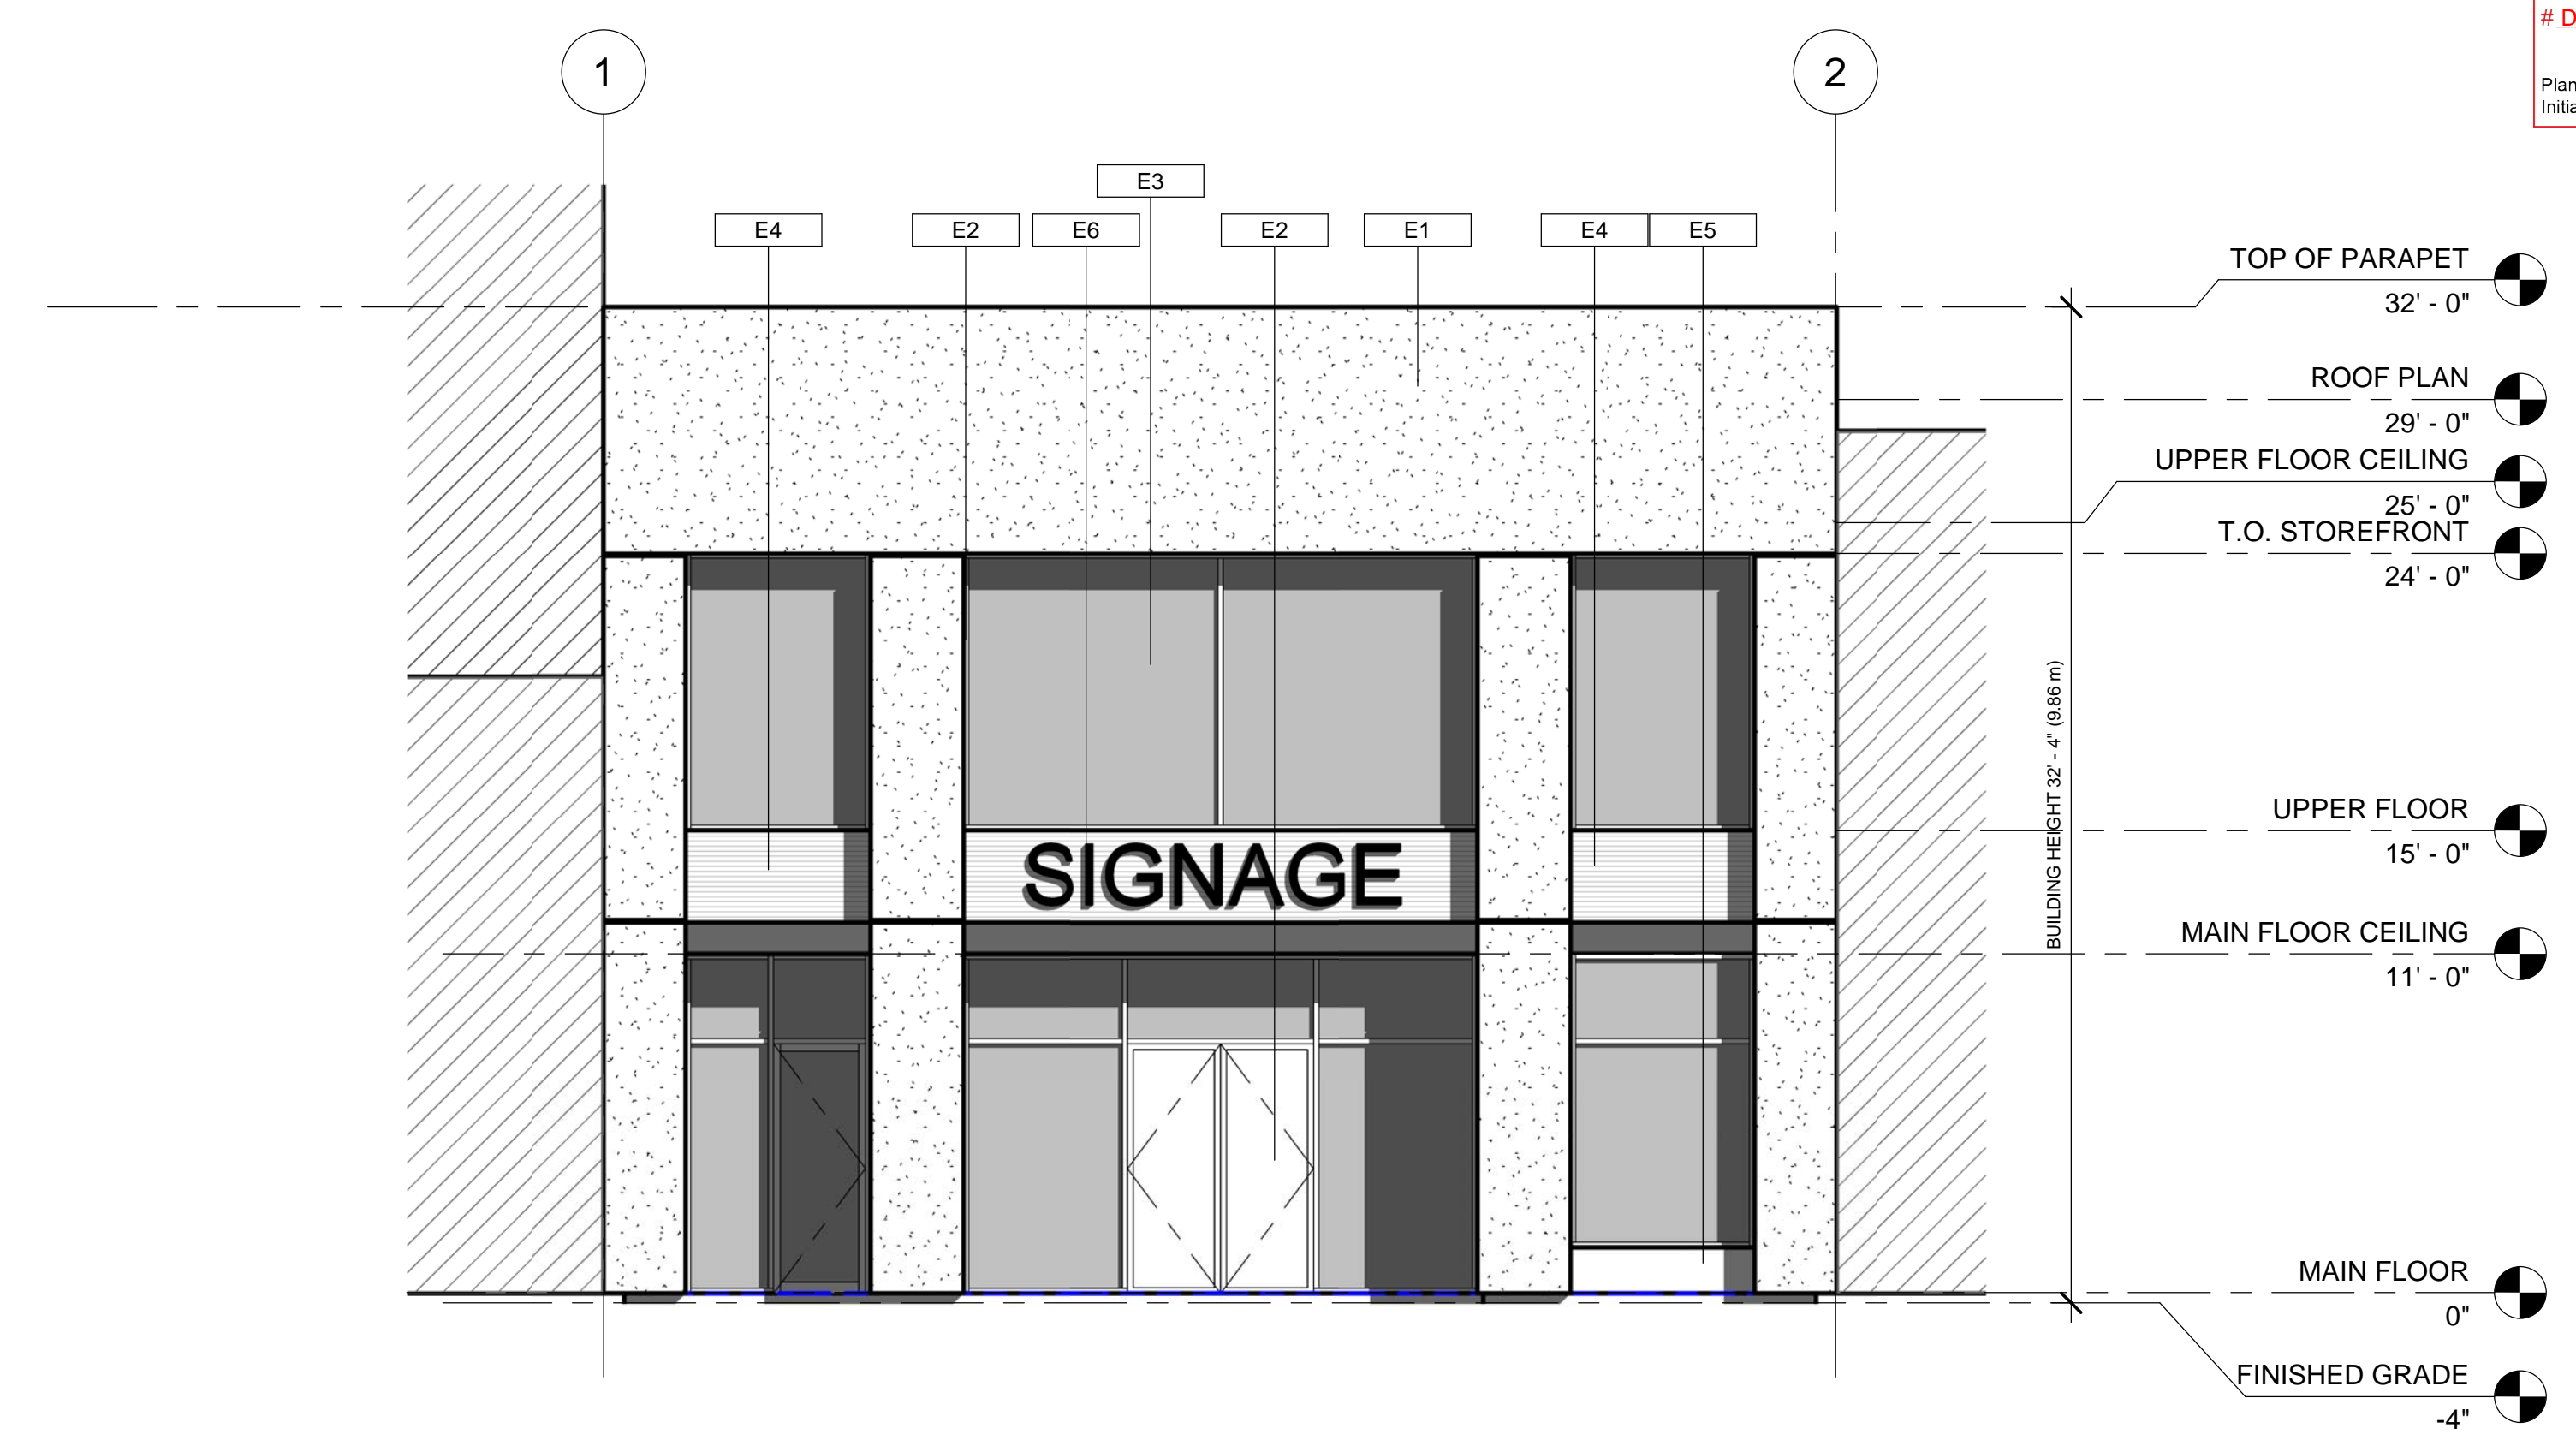 # D
Plan
Initia
1
2
E3
E4
E2
E6
E2
E1
E4
E5
TOP OF PARAPET
32' - 0"
ROOF PLAN
29' - 0"
UPPER FLOOR CEILING
25' - 0"
T.O. STOREFRONT
24' - 0"
BUILDING HEIGHT 32' - 4" (9.86 m)
UPPER FLOOR
15' - 0"
SIGNAGE
MAIN FLOOR CEILING
11' - 0"
MAIN FLOOR
0"
FINISHED GRADE
-4"